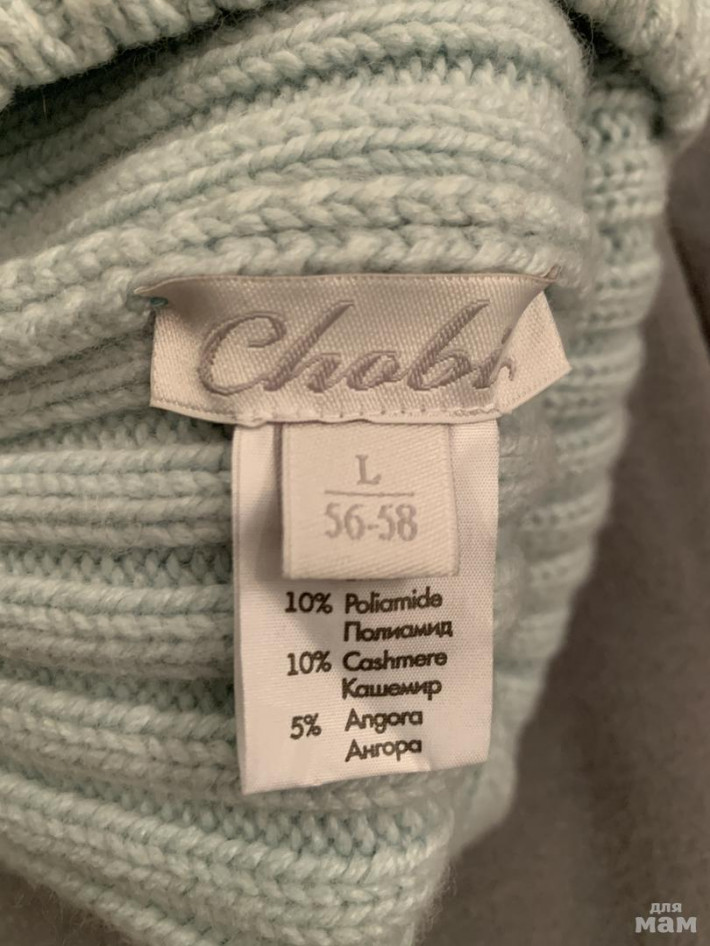 Chobi
L
56-58
10% Poliamide
Полиамид
10% Cashmere
Кашемир
5% Angora
Ангора
для
мам